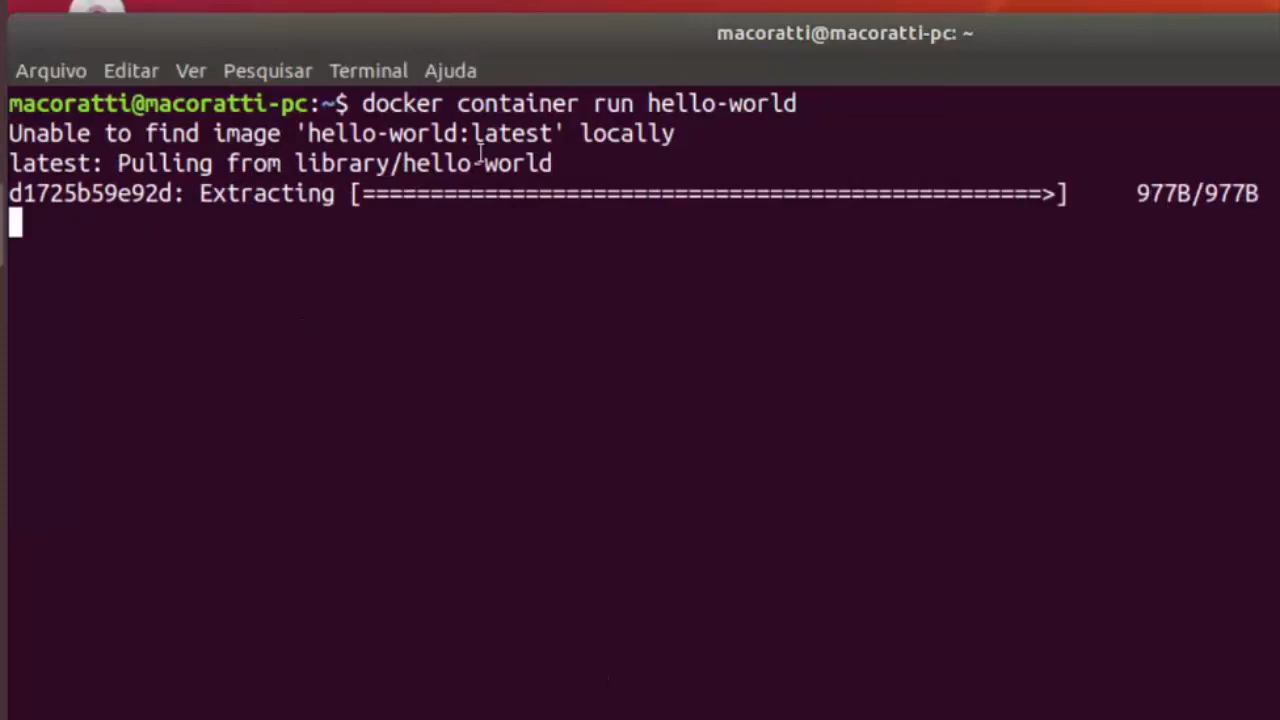 macoratti@macoratti-pc: ~
Arquivo Editar Ver Pesquisar Terminal Ajuda
macoratti@macoratti-pc:~$ docker container run hello-world
Unable to find image 'hello-world:latest' locally
latest: Pulling from library/hello-world
d1725b59e92d: Extracting [==================================================>] 977B/977B